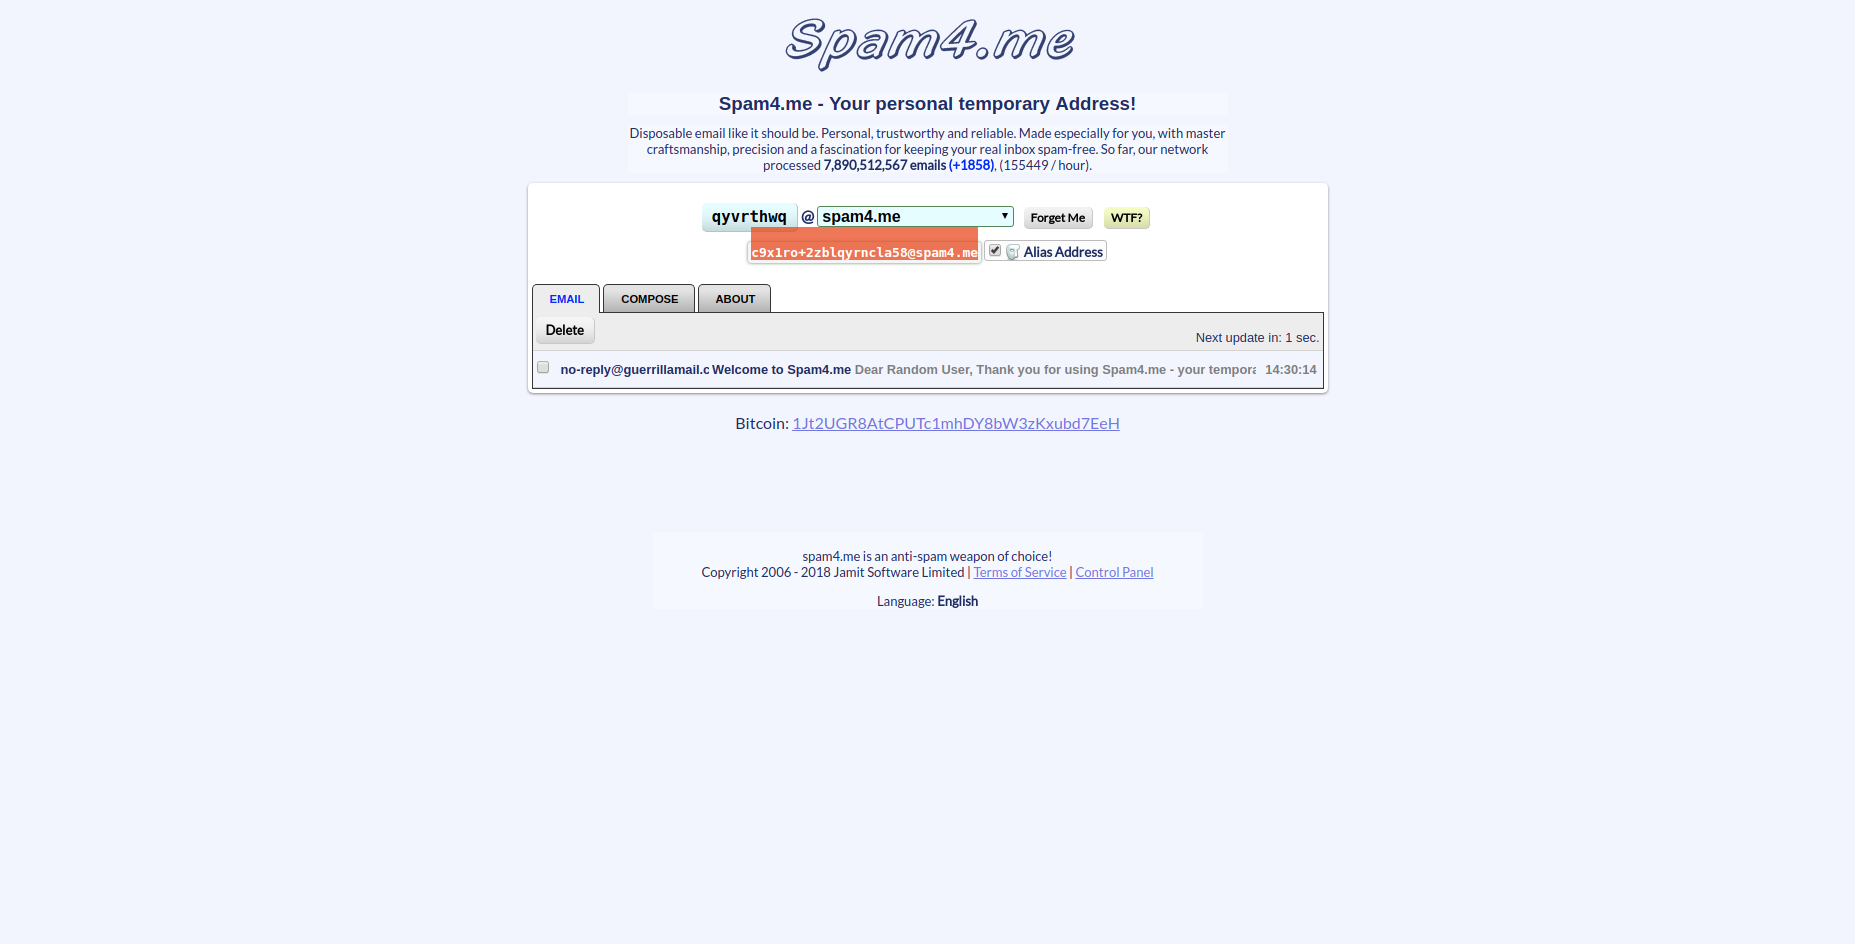 Spam4.me
Spam4.me - Your personal temporary Address!
Disposable email like it should be. Personal, trustworthy and reliable. Made especially for you, with master
craftsmanship, precision and a fascination for keeping your real inbox spam-free. So far, our network
processed 7,890,512,567 emails (+1858), (155449 / hour).
qyvrthwq @ spam4.me Forget Me WTF?
c9x1ro+2zblqyrncla58@spam4.me Alias Address
EMAIL COMPOSE ABOUT
Delete
Next update in: 1 sec.
no-reply@guerrillamail.c Welcome to Spam4.me Dear Random User, Thank you for using Spam4.me - your tempora 14:30:14
Bitcoin: 1Jt2UGR8AtCPUTc1mhDY8bW3zKxubd7EeH
spam4.me is an anti-spam weapon of choice!
Copyright 2006 - 2018 Jamit Software Limited | Terms of Service | Control Panel
Language: English